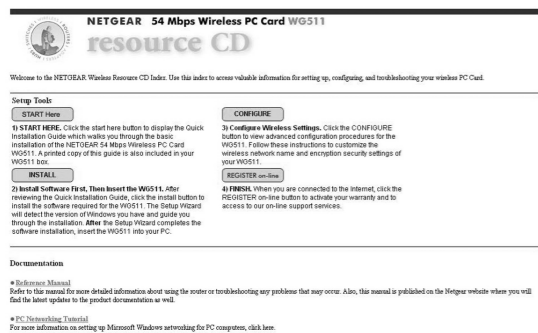 NETGEAR 54 Mbps Wireless PC Card WG511
resource CD
Welcome to the NETGEAR Wireless Resource CD Index. Use this index to access valuable information for setting up, configuring, and troubleshooting your wireless PC Card.
Setup Tools
START Here
1) START HERE. Click the start here button to display the Quick
Installation Guide which walks you through the basic
installation of the NETGEAR 54 Mbps Wireless PC Card
WG511. A printed copy of this guide is also included in your
WG511 box.
INSTALL
2) Install Software First, Then Insert the WG511. After
reviewing the Quick Installation Guide, click the install button to
install the software required for the WG511. The Setup Wizard
will detect the version of Windows you have and guide you
through the installation. After the Setup Wizard completes the
software installation, insert the WG511 into your PC.
CONFIGURE
3) Configure Wireless Settings. Click the CONFIGURE
button to view advanced configuration procedures for the
WG511. Follow these instructions to customize the
wireless network name and encryption security settings of
your WG511.
REGISTER on-line
4) FINISH. When you are connected to the Internet, click the
REGISTER on-line button to activate your warranty and to
access to our on-line support services.
Documentation
Reference Manual
Refer to this manual for more detailed information about using the router or troubleshooting any problems that may occur. Also, this manual is published on the Netgear website where you will
find the latest updates to the product documentation as well.
PC Networking Tutorial
For more information on setting up Microsoft Windows networking for PC computers, click here.